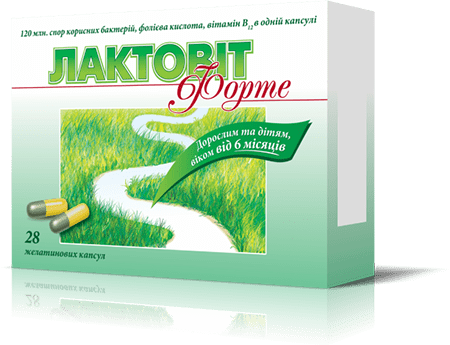 120 млн. спор корисних бактерій, фолієва кислота, вітамін B12 в одній капсулі
ЛАКТОВІТ
Форте
Дорослим та дітям,
віком від 6 місяців
28
желатинових капсул